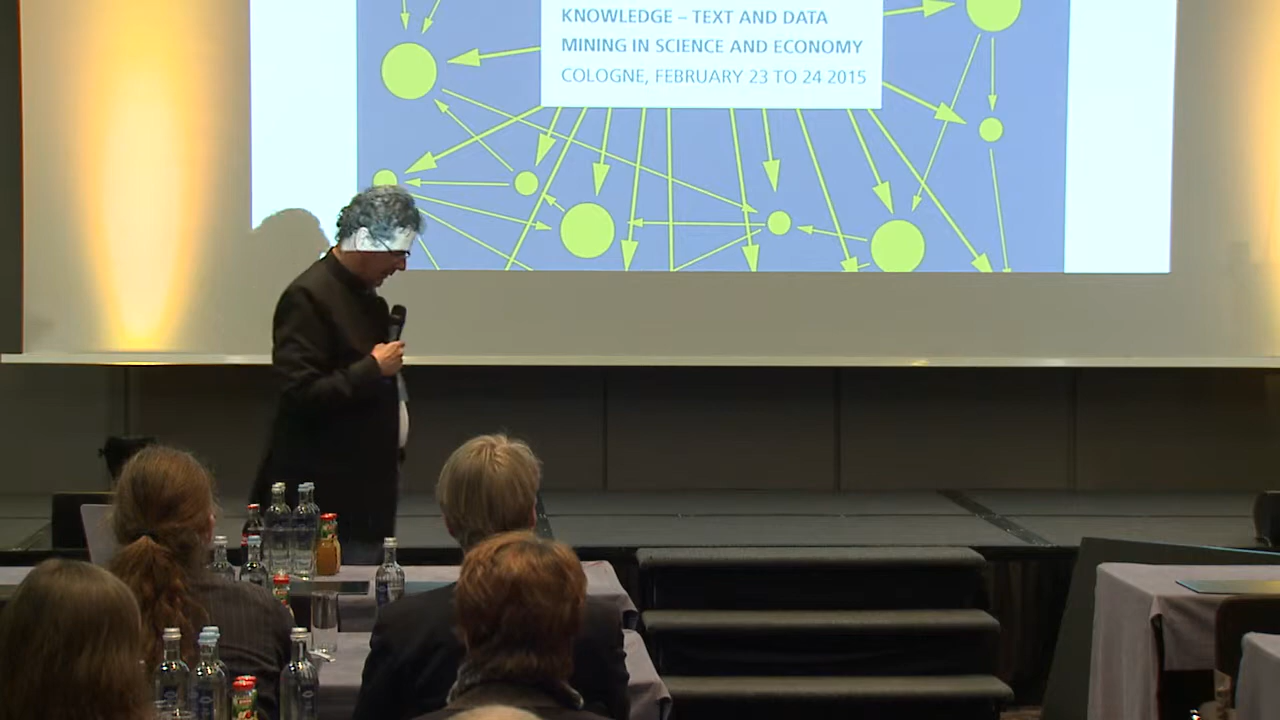 KNOWLEDGE – TEXT AND DATA
MINING IN SCIENCE AND ECONOMY
COLOGNE, FEBRUARY 23 TO 24 2015